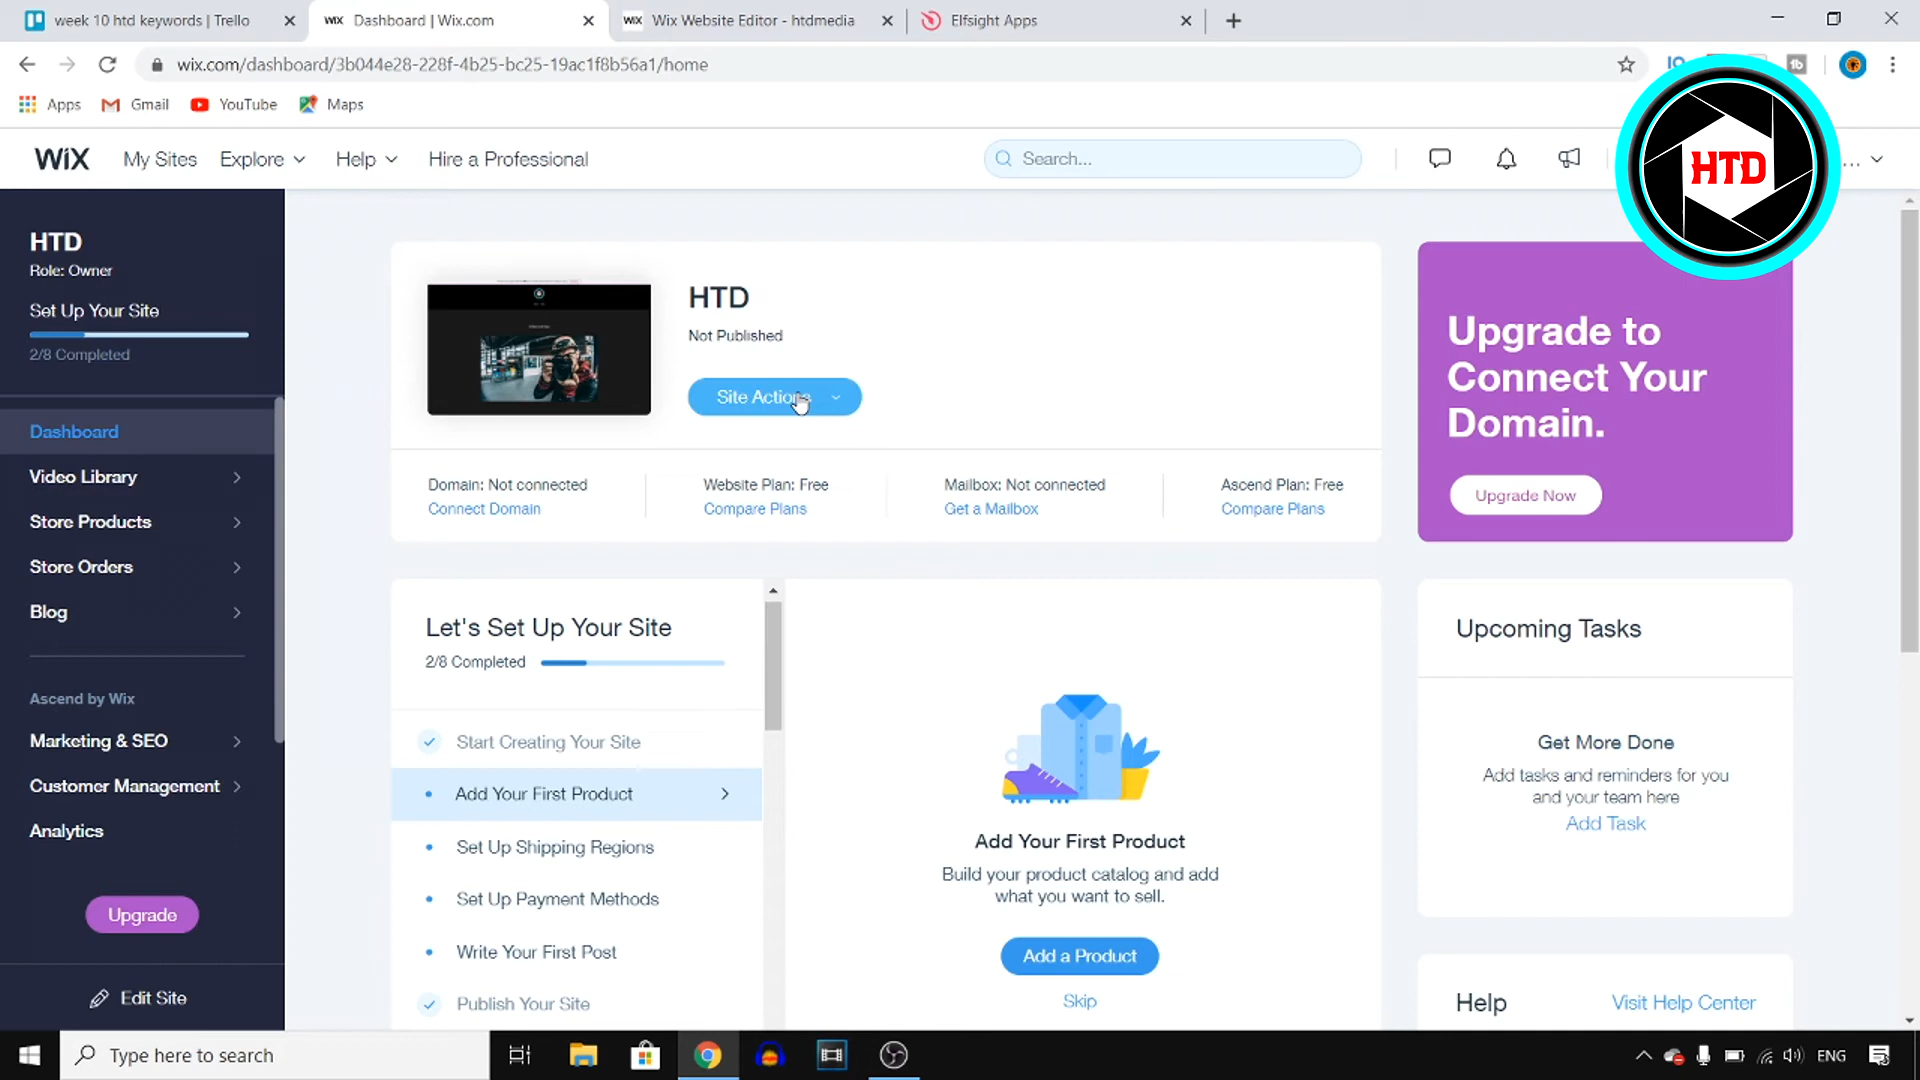 week 10 htd keywords | Trello
WiX Dashboard | Wix.com
WiX Wix Website Editor - htdmedia
Elfsight Apps
wix.com/dashboard/3b044e28-228f-4b25-bc25-19ac1f8b56a1/home
Apps
Gmail
YouTube
Maps
WiX
My Sites
Explore
Help
Hire a Professional
Search...
...
HTD
HTD
Role: Owner
Set Up Your Site
2/8 Completed
Dashboard
Video Library
Store Products
Store Orders
Blog
Ascend by Wix
Marketing & SEO
Customer Management
Analytics
Upgrade
Edit Site
HTD
Not Published
Site Actions
Domain: Not connected
Connect Domain
Website Plan: Free
Compare Plans
Mailbox: Not connected
Get a Mailbox
Ascend Plan: Free
Compare Plans
Upgrade to
Connect Your
Domain.
Upgrade Now
Let's Set Up Your Site
2/8 Completed
Start Creating Your Site
Add Your First Product
Set Up Shipping Regions
Set Up Payment Methods
Write Your First Post
Publish Your Site
Add Your First Product
Build your product catalog and add
what you want to sell.
Add a Product
Skip
Upcoming Tasks
Get More Done
Add tasks and reminders for you
and your team here
Add Task
Help
Visit Help Center
Type here to search
ENG